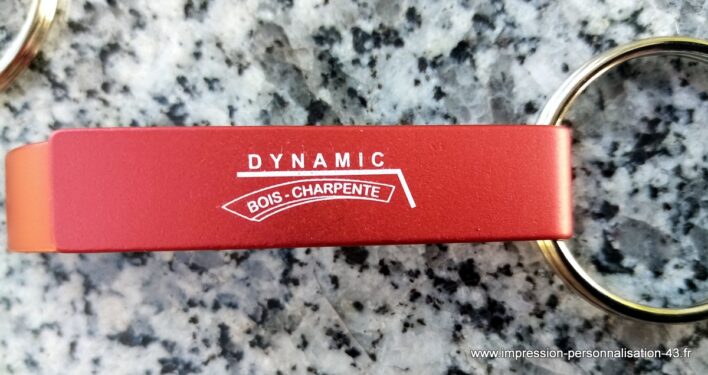 DYNAMIC
BOIS - CHARPENTE
www.impression-personnalisation-43.fr